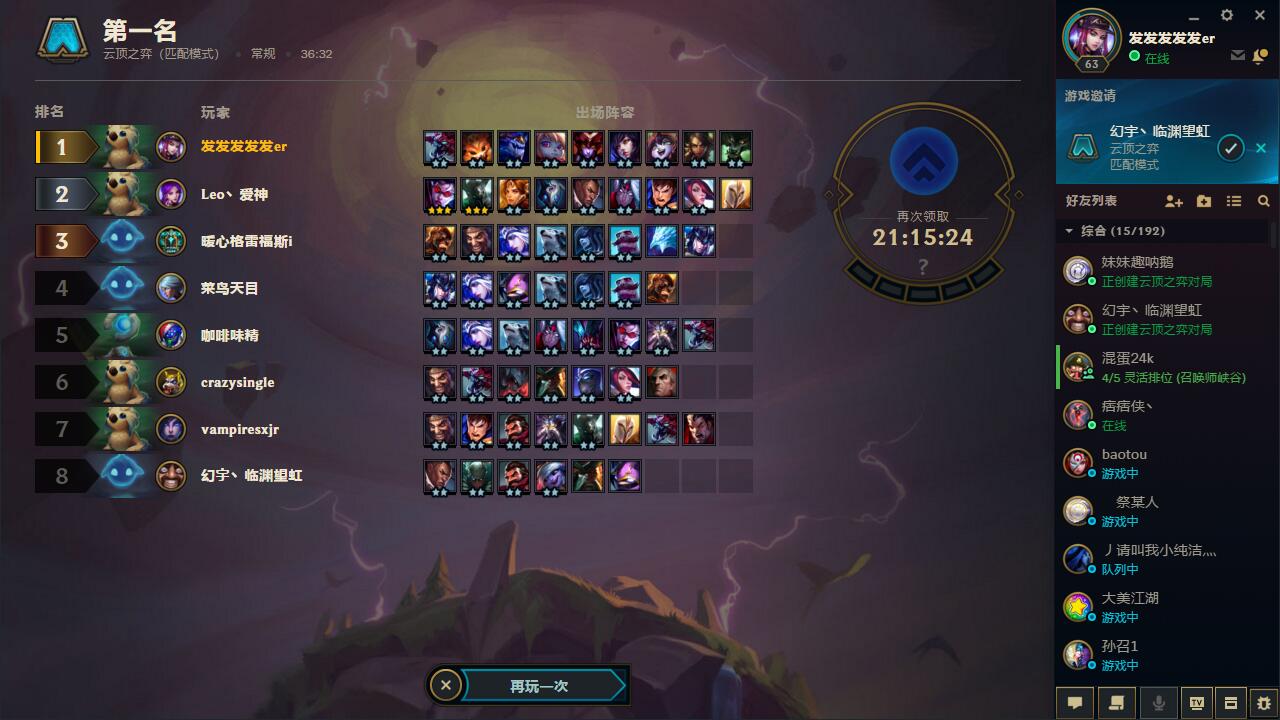 第一名
云顶之弈（匹配模式） • 常规 • 36:32
排名 玩家 出场阵容
1 发发发发发er
2 Leo丶爱神
3 暖心格雷福斯i
4 菜鸟天目
5 咖啡味精
6 crazysingle
7 vampiresxjr
8 幻宇丶临渊望虹
再次领取
21:15:24
?
再玩一次
发发发发发er
在线
63
游戏邀请
幻宇丶临渊望虹
云顶之弈
匹配模式
好友列表
综合 (15/192)
妹妹趣呐鹅
正创建云顶之弈对局
幻宇丶临渊望虹
正创建云顶之弈对局
混蛋24k
4/5 灵活排位 (召唤师峡谷)
痞痞侠丶
在线
baotou
游戏中
祭某人
游戏中
丿请叫我小纯洁灬
队列中
大美江湖
游戏中
孙召1
游戏中
TV